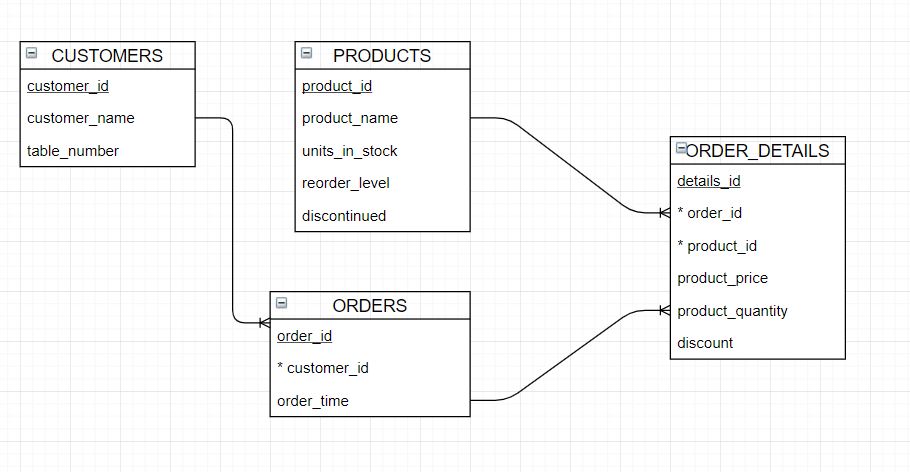 CUSTOMERS
customer_id
customer_name
table_number
PRODUCTS
product_id
product_name
units_in_stock
reorder_level
discontinued
ORDER_DETAILS
details_id
* order_id
* product_id
product_price
product_quantity
discount
ORDERS
order_id
* customer_id
order_time